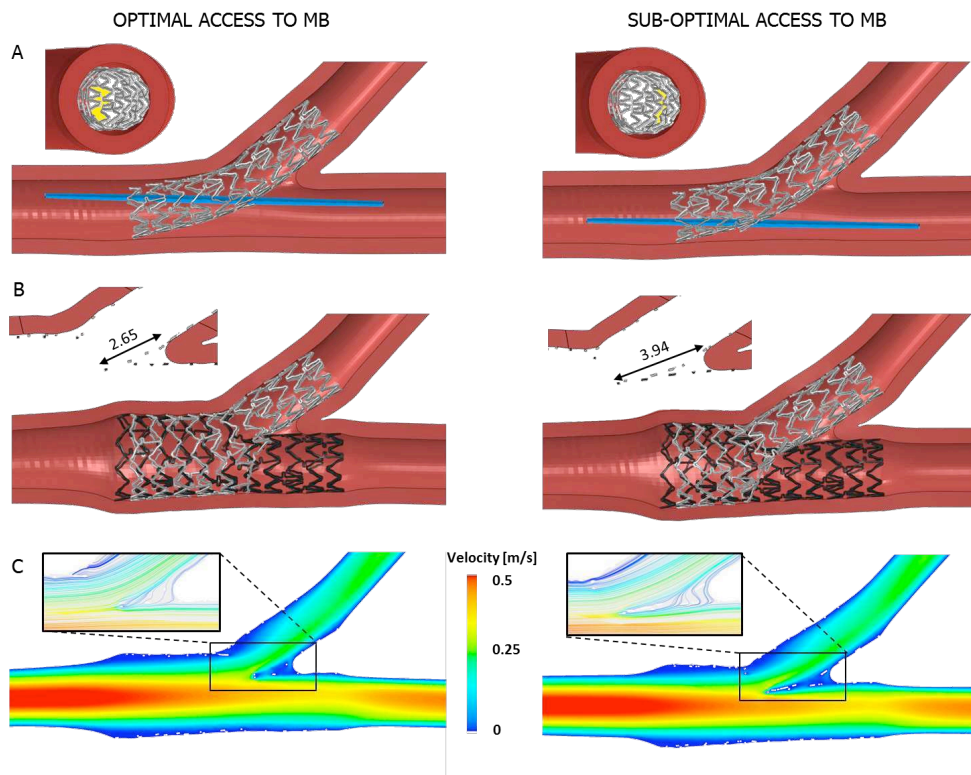 OPTIMAL ACCESS TO MB
SUB-OPTIMAL ACCESS TO MB
A
B
2.65
3.94
C
Velocity [m/s]
0.5
0.25
0